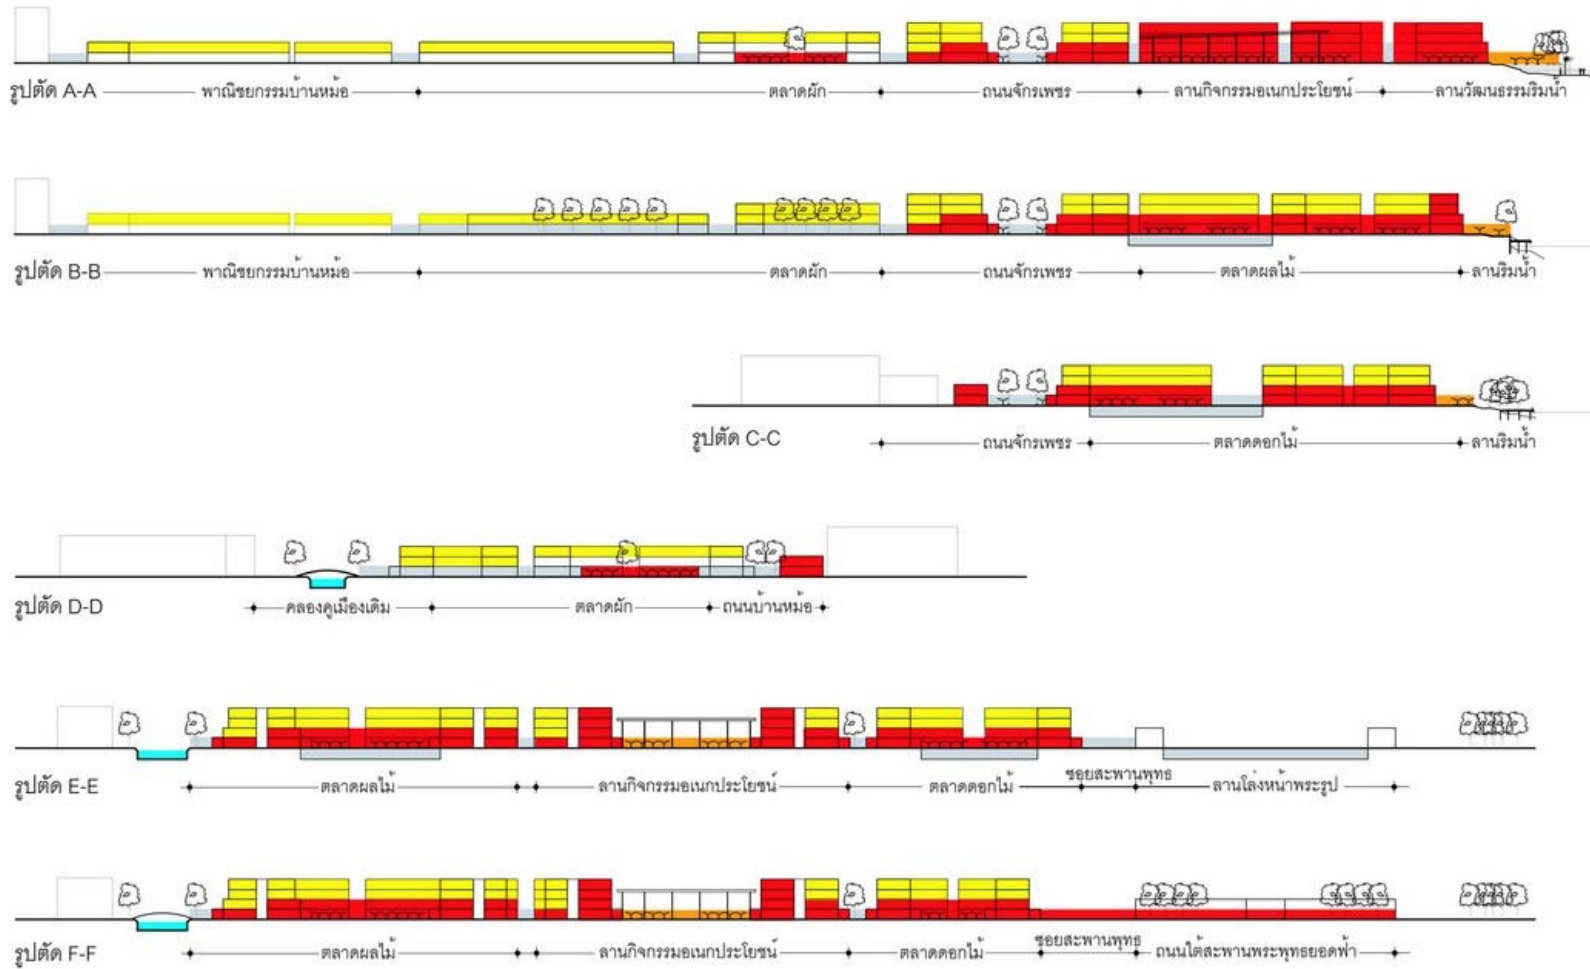 รูปตัด A-A พาณิชยกรรมบ้านหม้อ ตลาดผัก ถนนจักรเพชร ลานกิจกรรมอเนกประโยชน์ ลานวัฒนธรรมริมน้ำ
รูปตัด B-B พาณิชยกรรมบ้านหม้อ ตลาดผัก ถนนจักรเพชร ตลาดผลไม้ ลานริมน้ำ
รูปตัด C-C ถนนจักรเพชร ตลาดดอกไม้ ลานริมน้ำ
รูปตัด D-D คลองคูเมืองเดิม ตลาดผัก ถนนบ้านหม้อ
รูปตัด E-E ตลาดผลไม้ ลานกิจกรรมอเนกประโยชน์ ตลาดดอกไม้ ซอยสะพานพุทธ ลานโล่งหน้าพระรูป
รูปตัด F-F ตลาดผลไม้ ลานกิจกรรมอเนกประโยชน์ ตลาดดอกไม้ ซอยสะพานพุทธ ถนนใต้สะพานพระพุทธยอดฟ้า